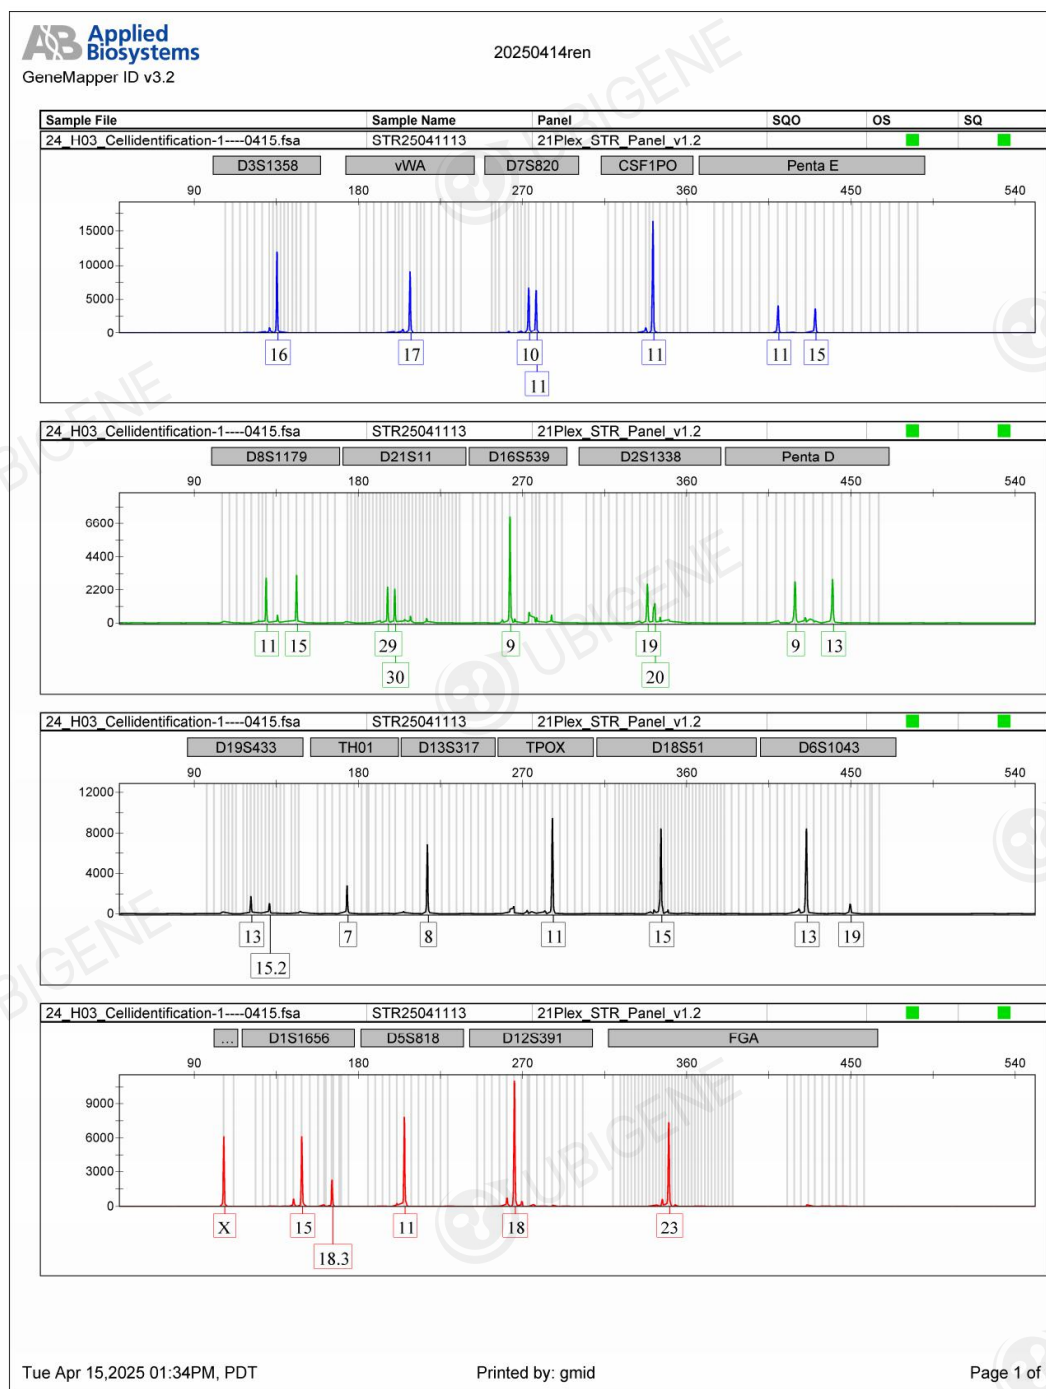 AB Applied Biosystems
GeneMapper ID v3.2
20250414ren
Sample File Sample Name Panel SQO OS SQ
24_H03_Cellidentification-1----0415.fsa STR25041113 21Plex_STR_Panel_v1.2
D3S1358 vWA D7S820 CSF1PO Penta E
90 180 270 360 450 540
15000
10000
5000
0
16 17 10 11 11 15
11
24_H03_Cellidentification-1----0415.fsa STR25041113 21Plex_STR_Panel_v1.2
D8S1179 D21S11 D16S539 D2S1338 Penta D
90 180 270 360 450 540
6600
4400
2200
0
11 15 29 9 19 9 13
30 20
24_H03_Cellidentification-1----0415.fsa STR25041113 21Plex_STR_Panel_v1.2
D19S433 TH01 D13S317 TPOX D18S51 D6S1043
90 180 270 360 450 540
12000
8000
4000
0
13 7 8 11 15 13 19
15.2
24_H03_Cellidentification-1----0415.fsa STR25041113 21Plex_STR_Panel_v1.2
... D1S1656 D5S818 D12S391 FGA
90 180 270 360 450 540
9000
6000
3000
0
X 15 11 18 23
18.3
Tue Apr 15,2025 01:34PM, PDT Printed by: gmid Page 1 of
UBIGENE
UBIGENE
UBIGENE
UBIGENE